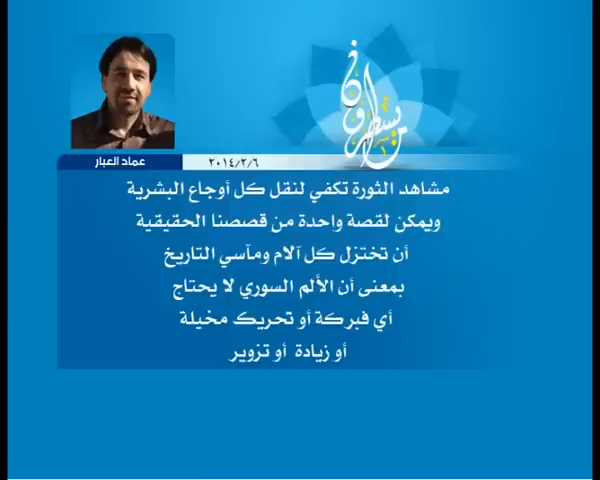 عماد العبار
٢٠١٤/٢/٦
مشاهد الثورة تكفي لنقل كل أوجاع البشرية
ويمكن لقصة واحدة من قصصنا الحقيقية
أن تختزل كل آلام ومآسي التاريخ
بمعنى أن الألم السوري لا يحتاج
أي فبركة أو تحريك مخيلة
أو زيادة أو تزوير